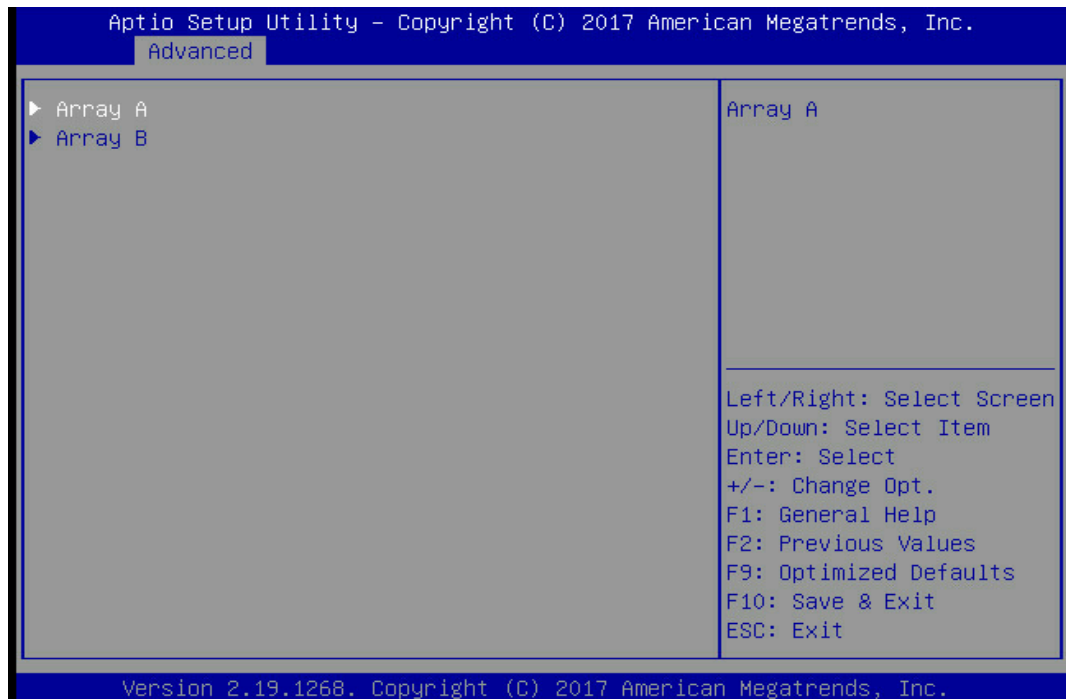 Aptio Setup Utility – Copyright (C) 2017 American Megatrends, Inc.
Advanced
Array A
Array B
Array A
Left/Right: Select Screen
Up/Down: Select Item
Enter: Select
+/-: Change Opt.
F1: General Help
F2: Previous Values
F9: Optimized Defaults
F10: Save & Exit
ESC: Exit
Version 2.19.1268. Copyright (C) 2017 American Megatrends, Inc.